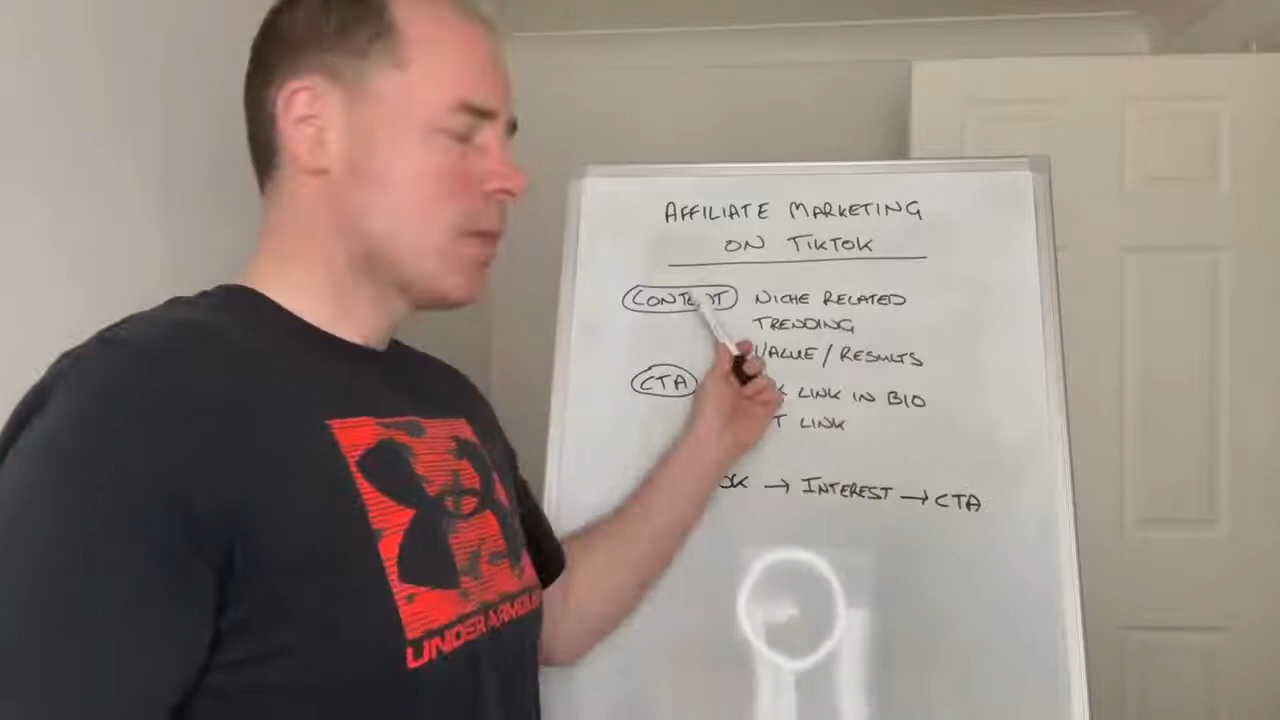 AFFILIATE MARKETING
ON TIKTOK
CONTENT NICHE RELATED
TRENDING
VALUE/RESULTS
CTA LINK IN BIO
LINK
→ INTEREST → CTA
UNDER ARMOUR